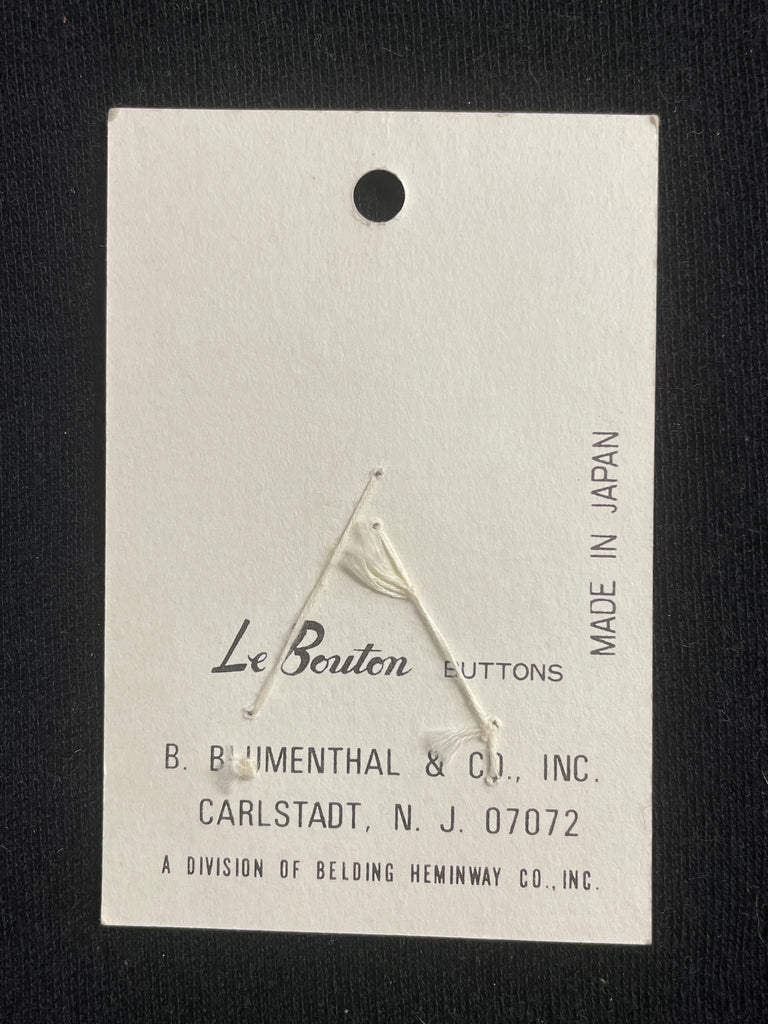 MADE IN JAPAN
Le Bouton BUTTONS
B. BLUMENTHAL & CO., INC.
CARLSTADT, N. J. 07072
A DIVISION OF BELDING HEMINWAY CO., INC.